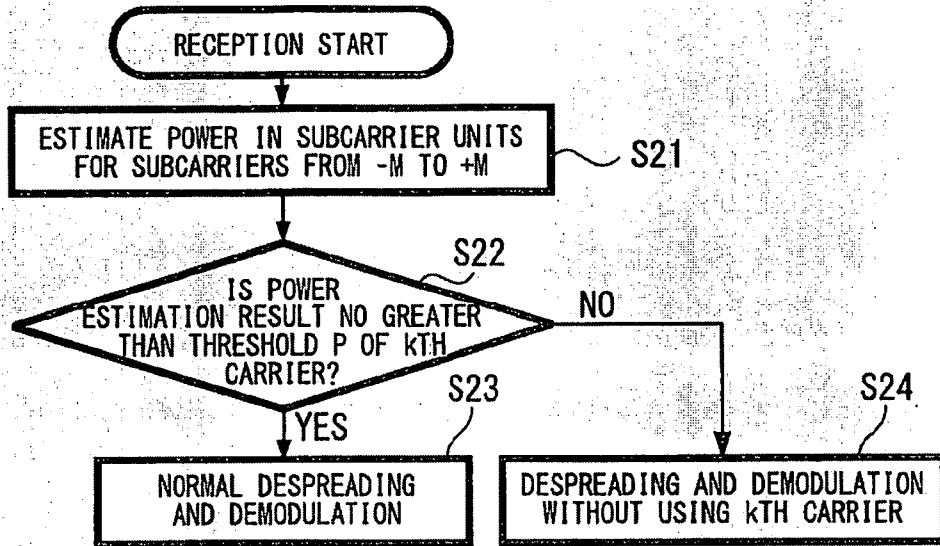 RECEPTION START
ESTIMATE POWER IN SUBCARRIER UNITS
FOR SUBCARRIERS FROM -M TO +M
S21
S22
IS POWER
ESTIMATION RESULT NO GREATER
THAN THRESHOLD P OF kTH
CARRIER?
NO
YES
S23
NORMAL DESPREADING
AND DEMODULATION
S24
DESPREADING AND DEMODULATION
WITHOUT USING kTH CARRIER